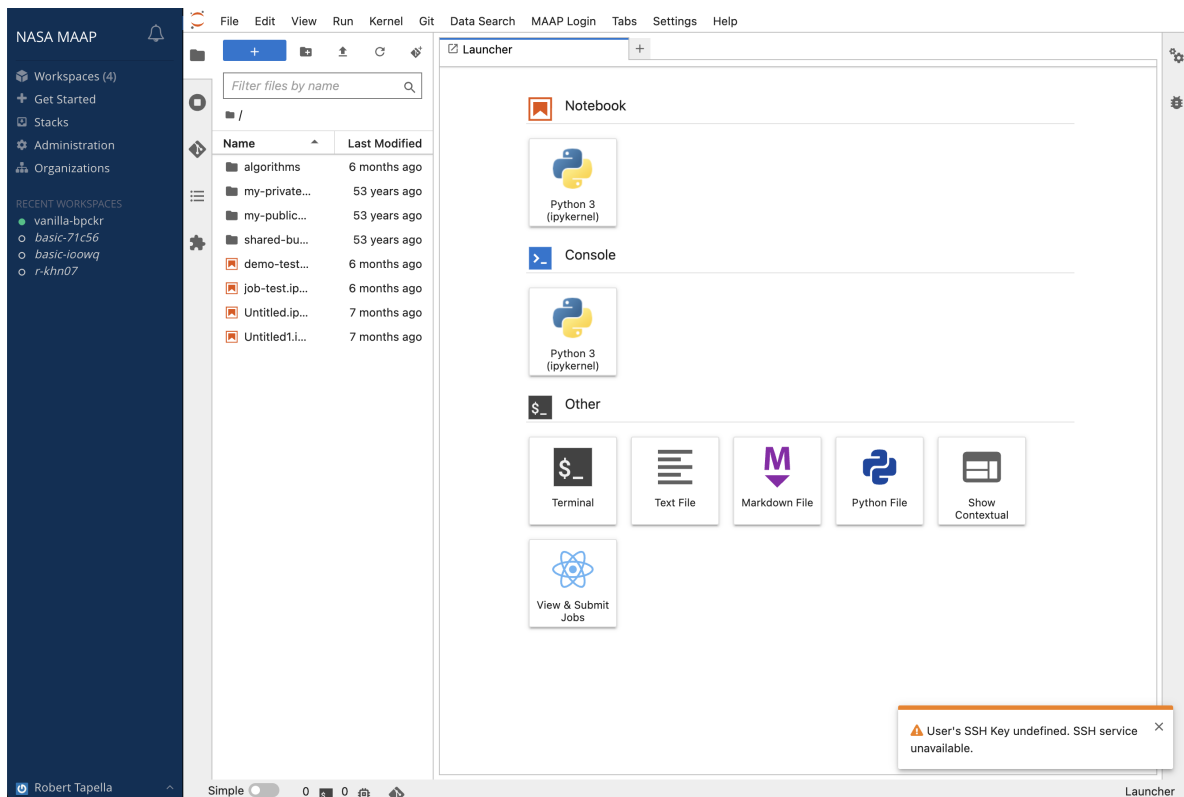 NASA MAAP
Workspaces (4)
Get Started
Stacks
Administration
Organizations
RECENT WORKSPACES
vanilla-bpckr
basic-71c56
basic-ioowq
r-khn07
Robert Tapella
File Edit View Run Kernel Git Data Search MAAP Login Tabs Settings Help
+
Filter files by name
/
Name Last Modified
algorithms 6 months ago
my-private... 53 years ago
my-public... 53 years ago
shared-bu... 53 years ago
demo-test... 6 months ago
job-test.ip... 6 months ago
Untitled.ip... 7 months ago
Untitled1.i... 7 months ago
Launcher +
Notebook
Python 3
(ipykernel)
>_ Console
Python 3
(ipykernel)
$_ Other
$_
M
Terminal
Text File
Markdown File
Python File
Show
Contextual
View & Submit
Jobs
User's SSH Key undefined. SSH service
unavailable.
Simple 0 $_ 0 Launcher